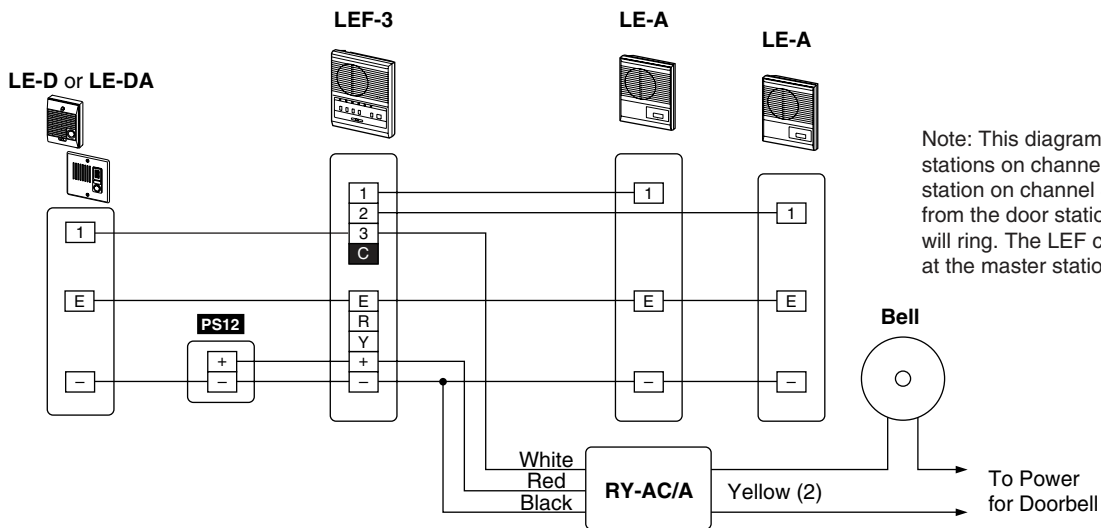 LEF-3
LE-A
LE-A
LE-D or LE-DA
Note: This diagram
stations on channel
station on channel
from the door statio
will ring. The LEF c
at the master statio
1
2
3
C
E
R
Y
+
–
1
E
–
PS12
+
–
1
E
–
1
E
–
Bell
White
Red
Black
RY-AC/A
Yellow (2)
To Power
for Doorbell